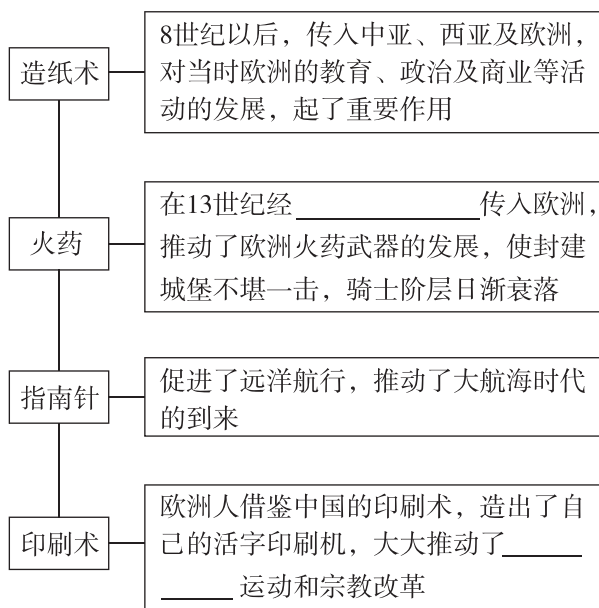 造纸术
8世纪以后，传入中亚、西亚及欧洲，
对当时欧洲的教育、政治及商业等活
动的发展，起了重要作用
火药
在13世纪经____________传入欧洲，
推动了欧洲火药武器的发展，使封建
城堡不堪一击，骑士阶层日渐衰落
指南针
促进了远洋航行，推动了大航海时代
的到来
印刷术
欧洲人借鉴中国的印刷术，造出了自
己的活字印刷机，大大推动了_____
_____ 运动和宗教改革